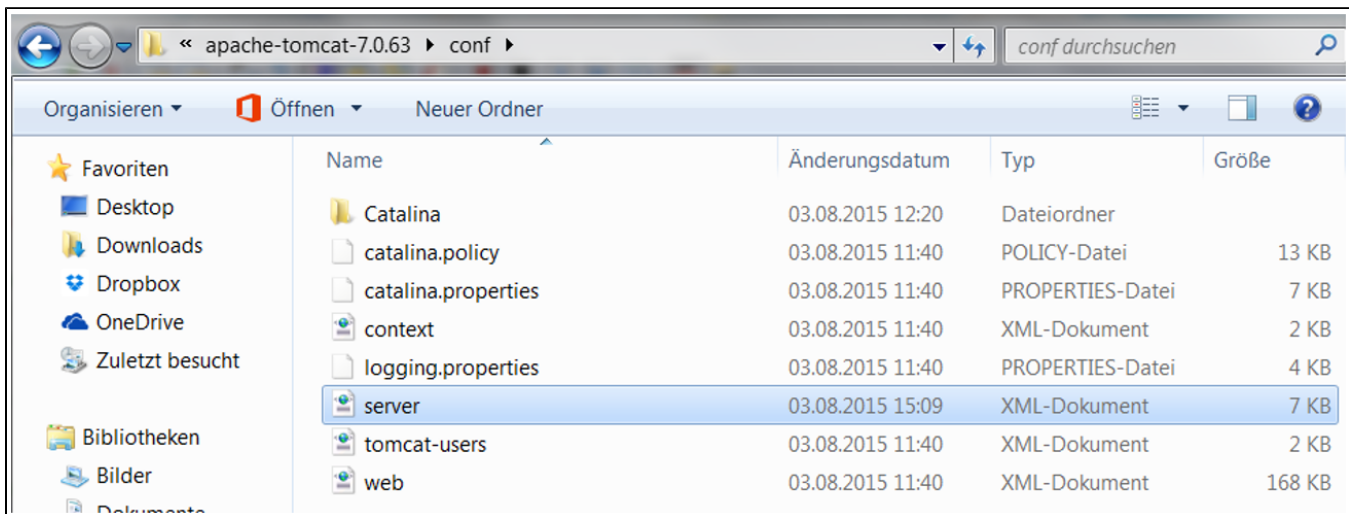 « apache-tomcat-7.0.63 ▸ conf ▸ conf durchsuchen
Organisieren Öffnen Neuer Ordner
Favoriten
Desktop
Downloads
Dropbox
OneDrive
Zuletzt besucht
Bibliotheken
Bilder
Dokumente
Name Änderungsdatum Typ Größe
Catalina 03.08.2015 12:20 Dateiordner
catalina.policy 03.08.2015 11:40 POLICY-Datei 13 KB
catalina.properties 03.08.2015 11:40 PROPERTIES-Datei 7 KB
context 03.08.2015 11:40 XML-Dokument 2 KB
logging.properties 03.08.2015 11:40 PROPERTIES-Datei 4 KB
server 03.08.2015 15:09 XML-Dokument 7 KB
tomcat-users 03.08.2015 11:40 XML-Dokument 2 KB
web 03.08.2015 11:40 XML-Dokument 168 KB